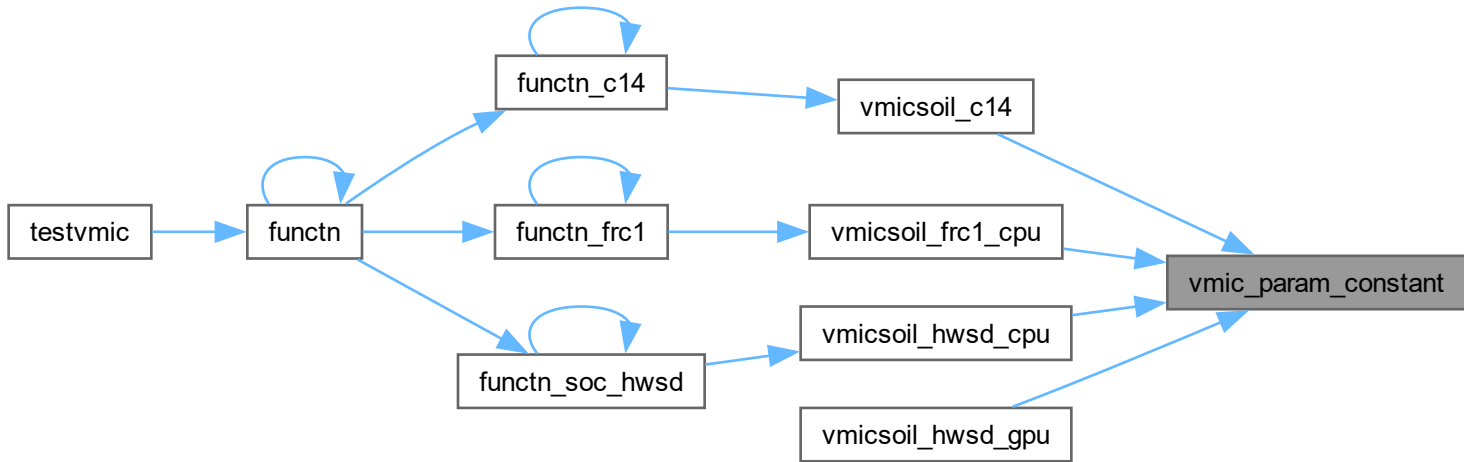 functn_c14
vmicsoil_c14
testvmic
functn
functn_frc1
vmicsoil_frc1_cpu
vmic_param_constant
vmicsoil_hwsd_cpu
functn_soc_hwsd
vmicsoil_hwsd_gpu